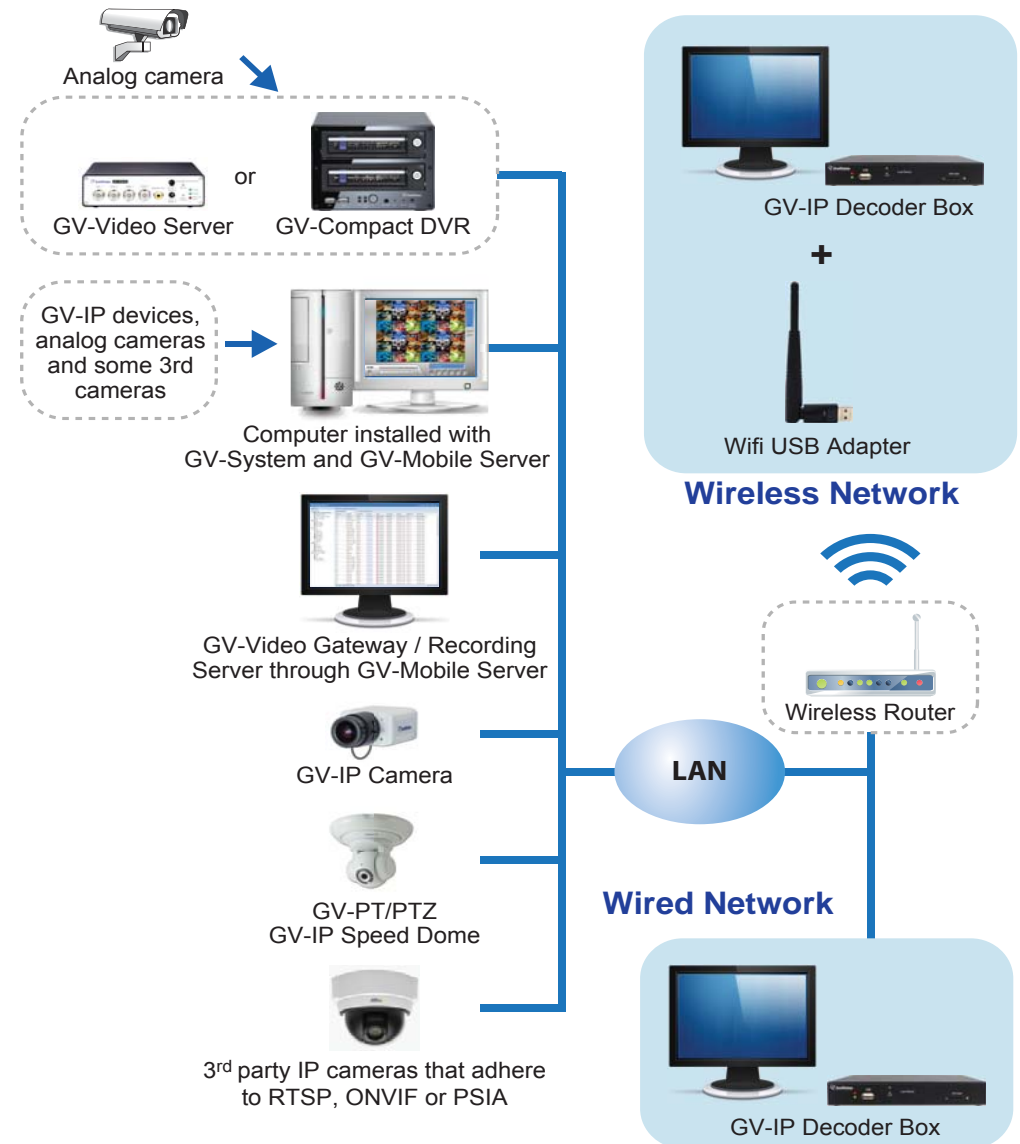 Analog camera
or
GV-Video Server
GV-Compact DVR
GV-IP devices,
analog cameras
and some 3rd
cameras
Computer installed with
GV-System and GV-Mobile Server
GV-Video Gateway / Recording
Server through GV-Mobile Server
GV-IP Camera
GV-PT/PTZ
GV-IP Speed Dome
3rd party IP cameras that adhere
to RTSP, ONVIF or PSIA
LAN
GV-IP Decoder Box
+
Wifi USB Adapter
Wireless Network
Wireless Router
Wired Network
GV-IP Decoder Box